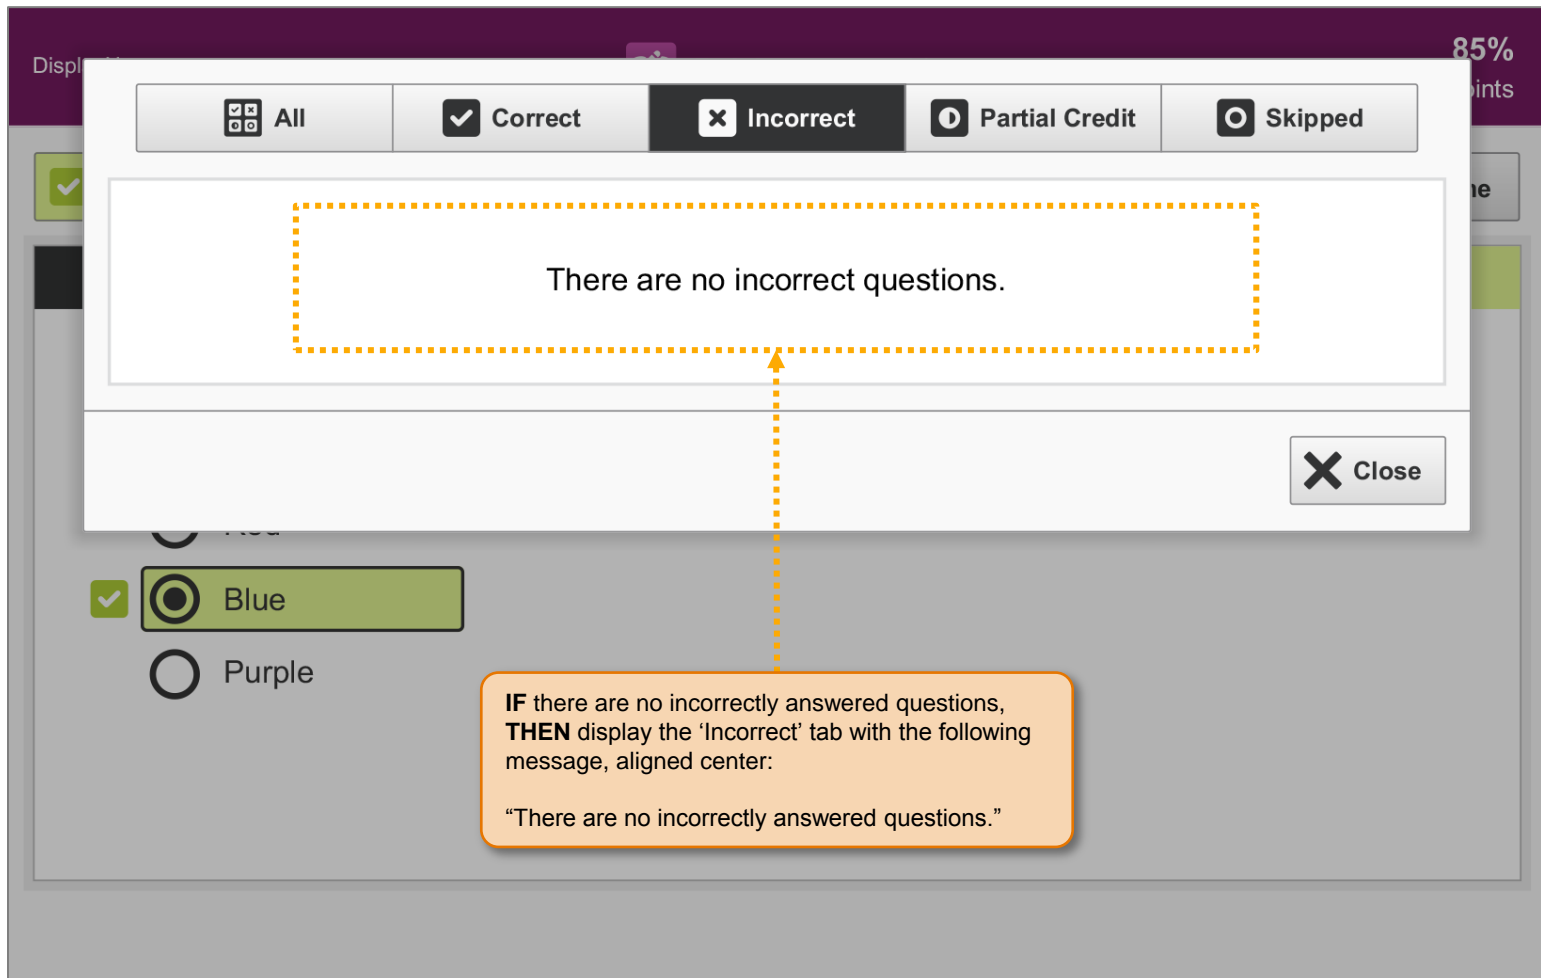 85%
All
Correct
Incorrect
Partial Credit
Skipped
There are no incorrect questions.
Close
Blue
Purple
IF there are no incorrectly answered questions,
THEN display the ‘Incorrect’ tab with the following
message, aligned center:
“There are no incorrectly answered questions.”